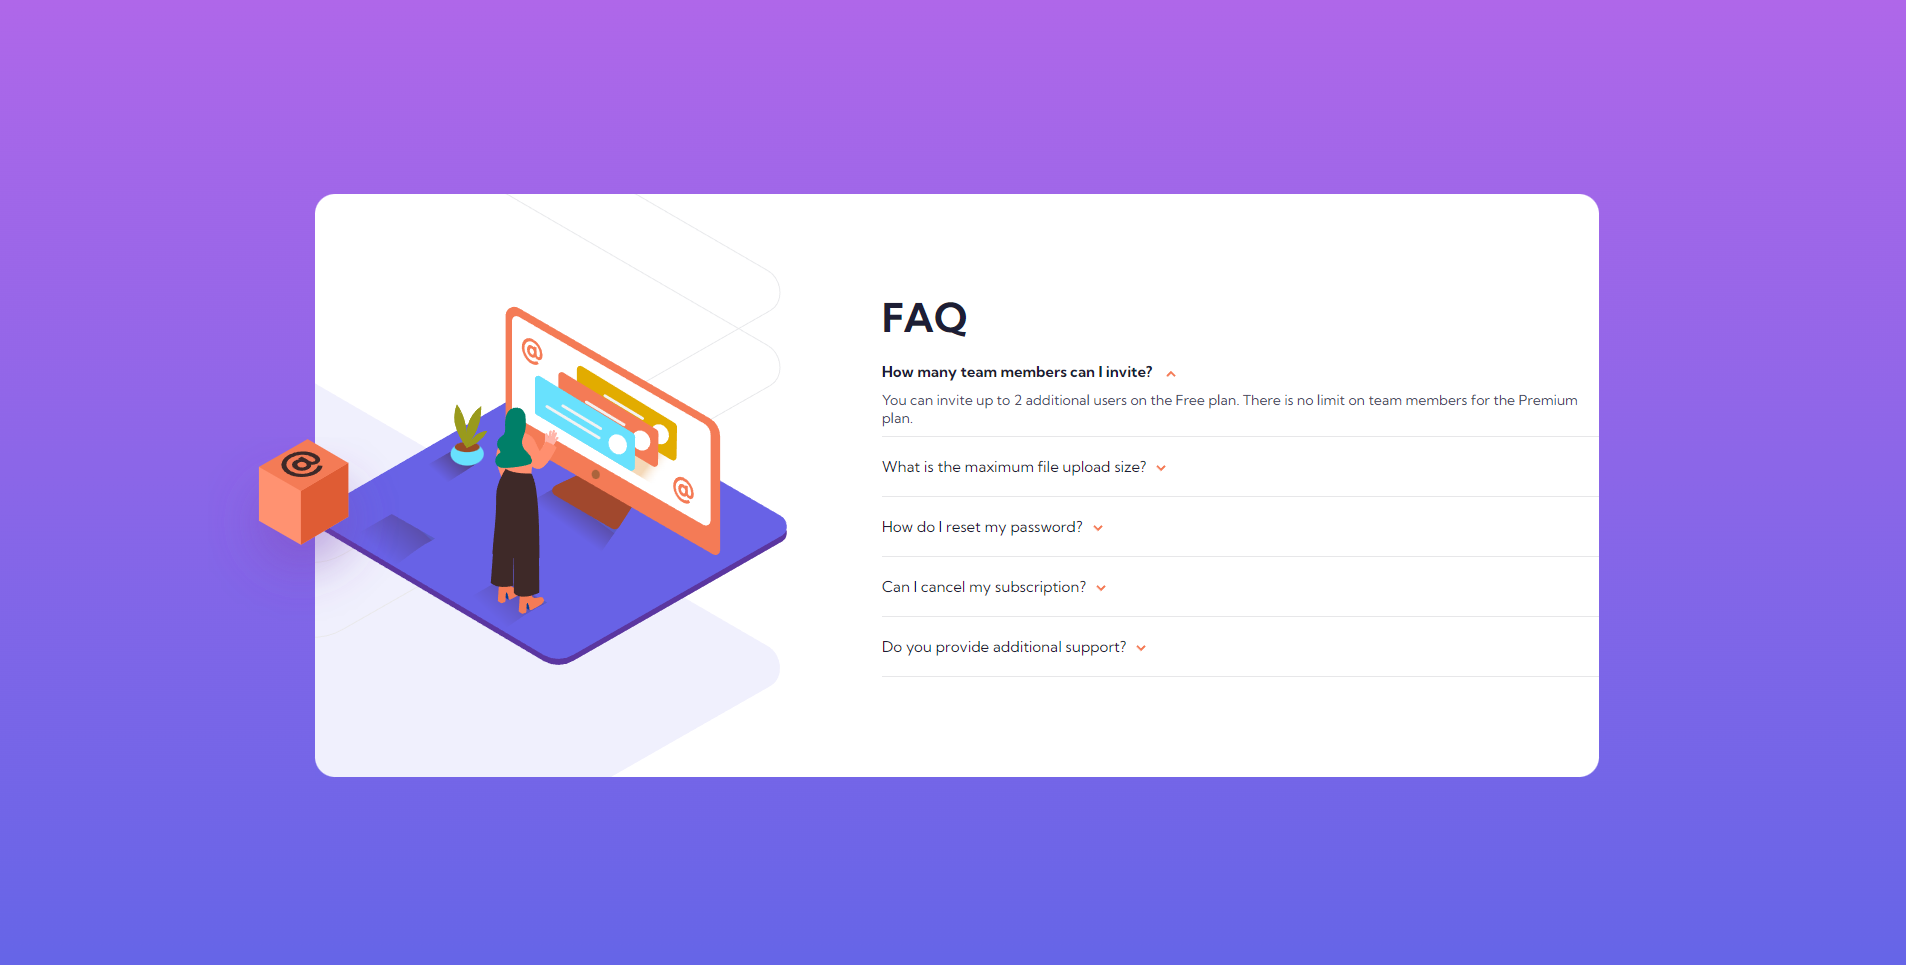 FAQ
How many team members can I invite?
You can invite up to 2 additional users on the Free plan. There is no limit on team members for the Premium
plan.
What is the maximum file upload size?
How do I reset my password?
Can I cancel my subscription?
Do you provide additional support?
@
@
@